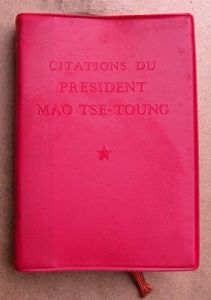 CITATIONS DU
PRESIDENT
MAO TSE-TOUNG